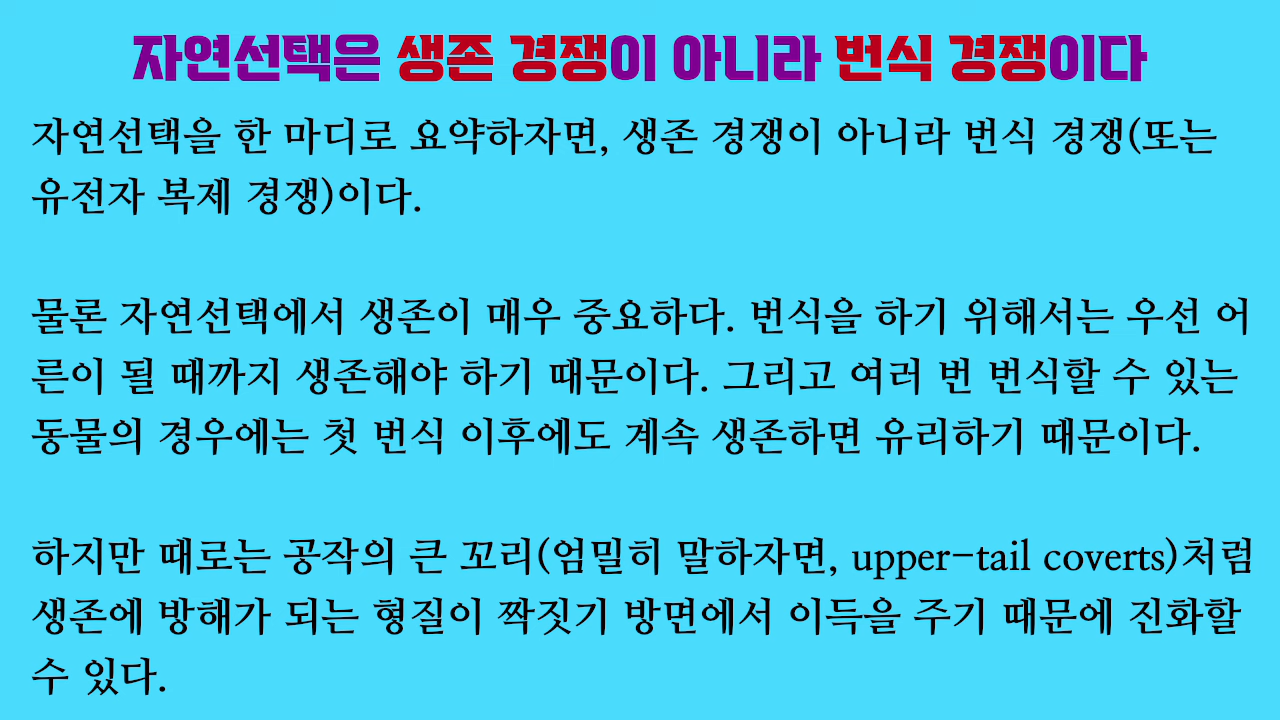 자연선택은 생존 경쟁이 아니라 번식 경쟁이다
자연선택을 한 마디로 요약하자면, 생존 경쟁이 아니라 번식 경쟁(또는
유전자 복제 경쟁)이다.
물론 자연선택에서 생존이 매우 중요하다. 번식을 하기 위해서는 우선 어
른이 될 때까지 생존해야 하기 때문이다. 그리고 여러 번 번식할 수 있는
동물의 경우에는 첫 번식 이후에도 계속 생존하면 유리하기 때문이다.
하지만 때로는 공작의 큰 꼬리(엄밀히 말하자면, upper-tail coverts)처럼
생존에 방해가 되는 형질이 짝짓기 방면에서 이득을 주기 때문에 진화할
수 있다.